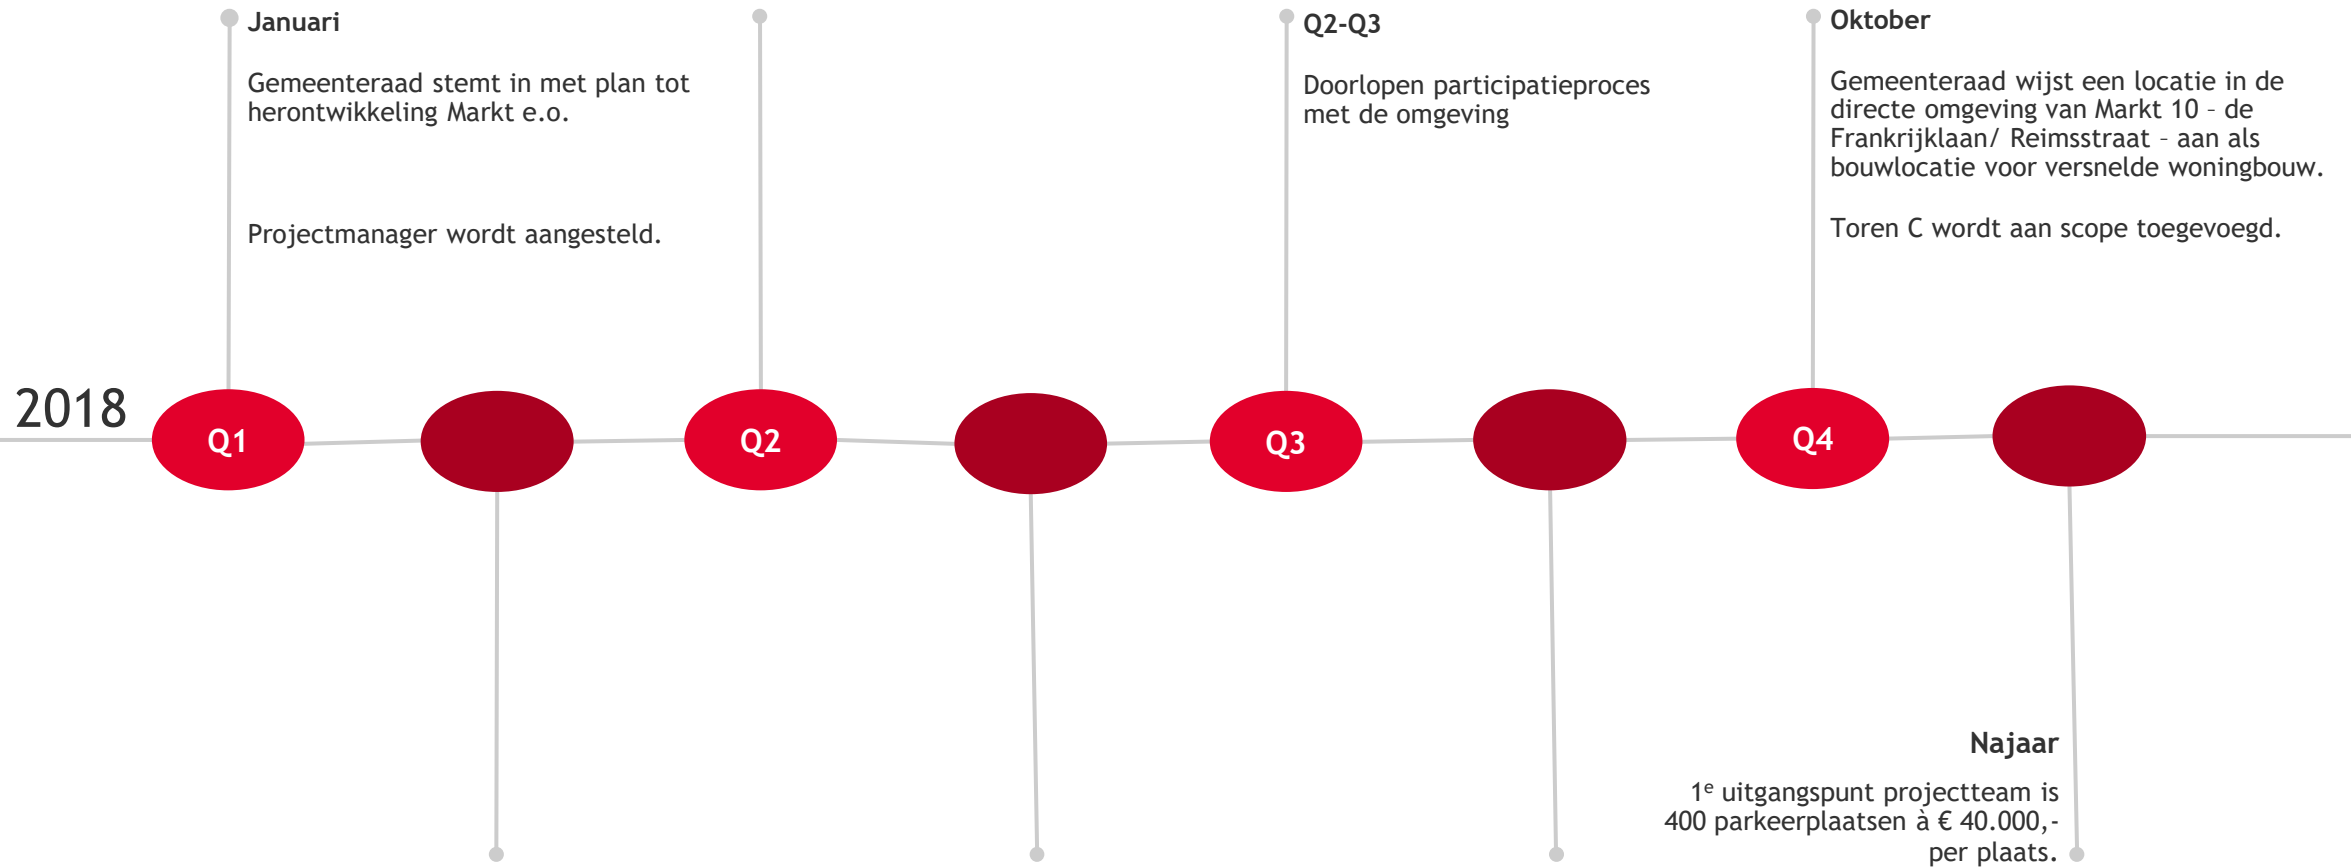 Januari
Gemeenteraad stemt in met plan tot
herontwikkeling Markt e.o.
Projectmanager wordt aangesteld.
Q2-Q3
Doorlopen participatieproces
met de omgeving
Oktober
Gemeenteraad wijst een locatie in de
directe omgeving van Markt 10 – de
Frankrijklaan/ Reimsstraat – aan als
bouwlocatie voor versnelde woningbouw.
Toren C wordt aan scope toegevoegd.
2018
Q1
Q2
Q3
Q4
Najaar
1e uitgangspunt projectteam is
400 parkeerplaatsen à € 40.000,-
per plaats.